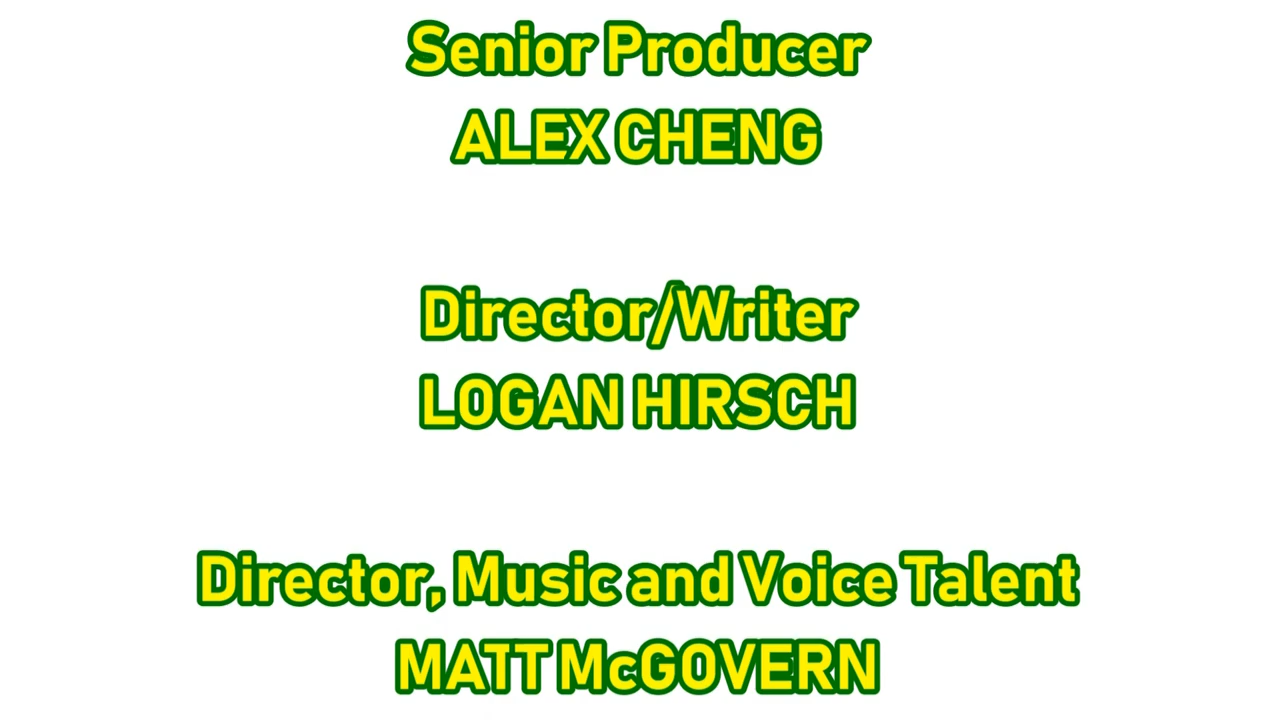 Senior Producer
ALEX CHENG
Director/Writer
LOGAN HIRSCH
Director, Music and Voice Talent
MATT McGOVERN